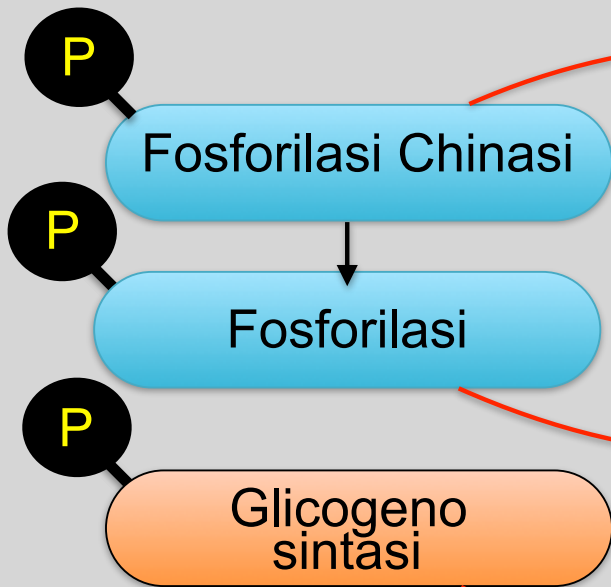 P
Fosforilasi Chinasi
P
Fosforilasi
P
Glicogeno
sintasi